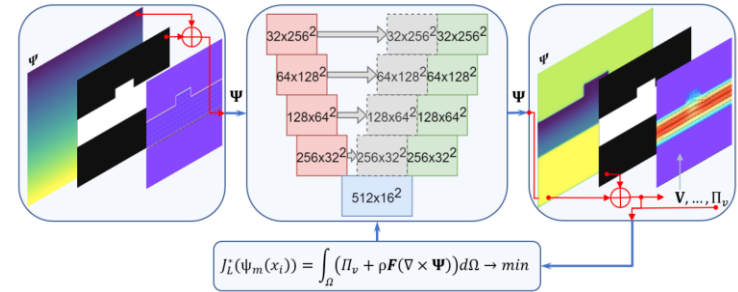 Ψ
Ψ
32x256²
32x256²
32x256²
64x128²
64x128²
64x128²
128x64²
128x64²
128x64²
256x32²
256x32²
256x32²
512x16²
Ψ
Ψ
V, ..., Π_v
J*_L(ψ_m(x_i)) = ∫_Ω (Π_v + ρF(∇ × Ψ))dΩ → min